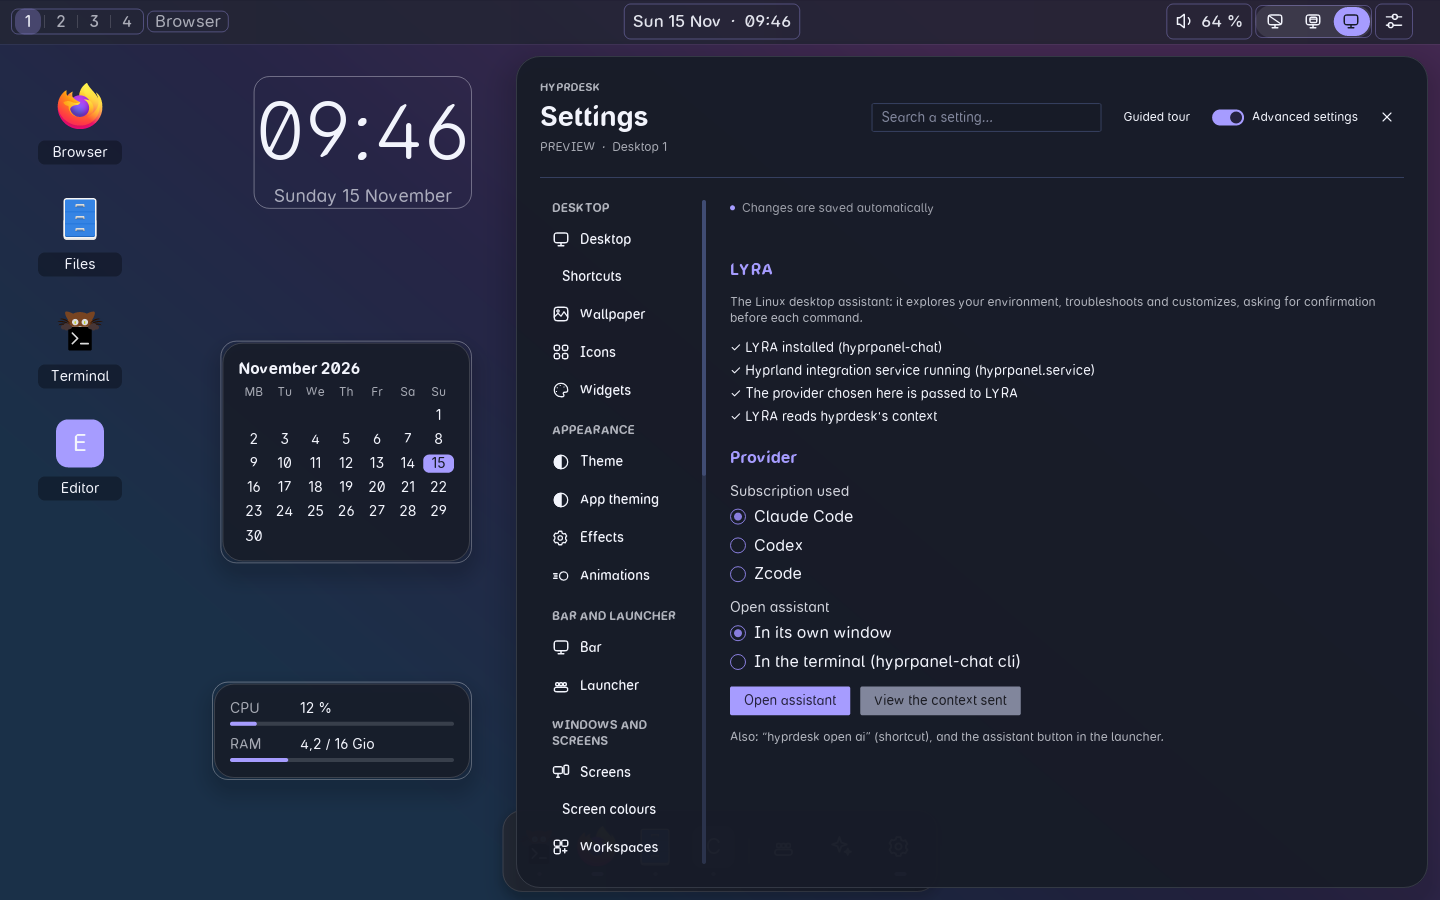 1 2 3 4 Browser
Sun 15 Nov · 09:46
64 %
Browser
Files
Terminal
E
Editor
09:46
Sunday 15 November
November 2026
MB Tu We Th Fr Sa Su
1
2 3 4 5 6 7 8
9 10 11 12 13 14 15
16 17 18 19 20 21 22
23 24 25 26 27 28 29
30
CPU 12 %
RAM 4,2 / 16 Gio
HYPRDESK
Settings
PREVIEW · Desktop 1
Search a setting...
Guided tour
Advanced settings
DESKTOP
Desktop
Shortcuts
Wallpaper
Icons
Widgets
APPEARANCE
Theme
App theming
Effects
Animations
BAR AND LAUNCHER
Bar
Launcher
WINDOWS AND
SCREENS
Screens
Screen colours
Workspaces
Changes are saved automatically
LYRA
The Linux desktop assistant: it explores your environment, troubleshoots and customizes, asking for confirmation
before each command.
✓ LYRA installed (hyprpanel-chat)
✓ Hyprland integration service running (hyprpanel.service)
✓ The provider chosen here is passed to LYRA
✓ LYRA reads hyprdesk's context
Provider
Subscription used
Claude Code
Codex
Zcode
Open assistant
In its own window
In the terminal (hyprpanel-chat cli)
Open assistant
View the context sent
Also: “hyprdesk open ai” (shortcut), and the assistant button in the launcher.